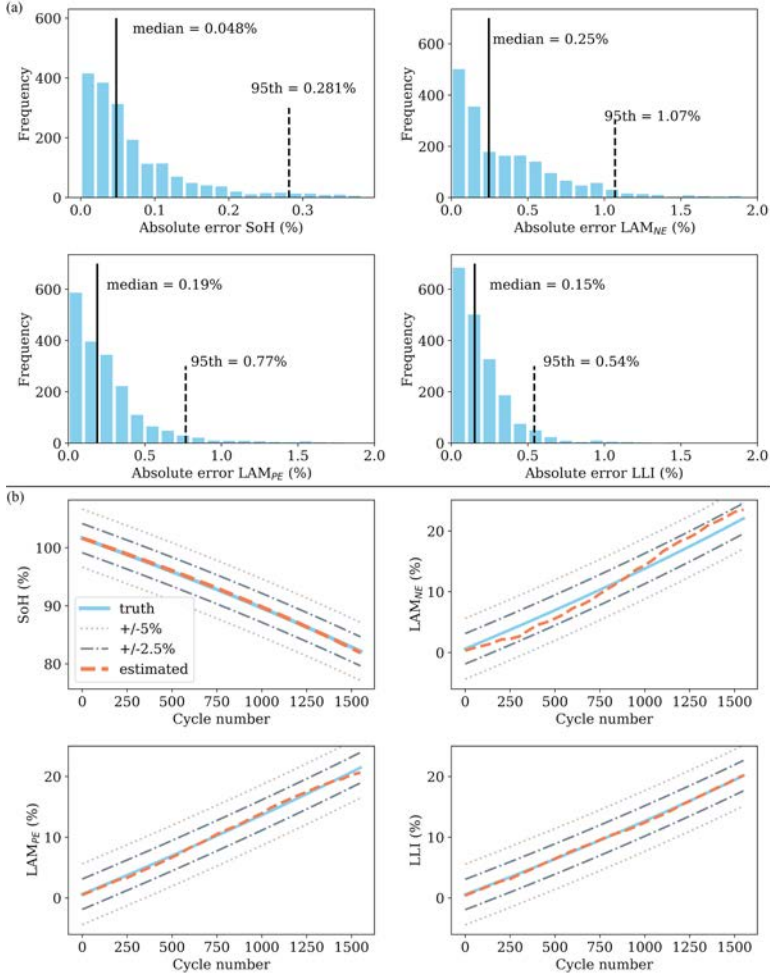 (a)
600
400
200
0
Frequency
median = 0.048%
95th = 0.281%
0.0 0.1 0.2 0.3
Absolute error SoH (%)
600
400
200
0
Frequency
median = 0.25%
95th = 1.07%
0.0 0.5 1.0 1.5 2.0
Absolute error LAM_NE (%)
600
400
200
0
Frequency
median = 0.19%
95th = 0.77%
0.0 0.5 1.0 1.5 2.0
Absolute error LAM_PE (%)
600
400
200
0
Frequency
median = 0.15%
95th = 0.54%
0.0 0.5 1.0 1.5 2.0
Absolute error LLI (%)
(b)
100
90
80
SoH (%)
truth
+/-5%
+/-2.5%
estimated
0 250 500 750 1000 1250 1500
Cycle number
20
10
0
LAM_NE (%)
0 250 500 750 1000 1250 1500
Cycle number
20
10
0
LAM_PE (%)
0 250 500 750 1000 1250 1500
Cycle number
20
10
0
LLI (%)
0 250 500 750 1000 1250 1500
Cycle number